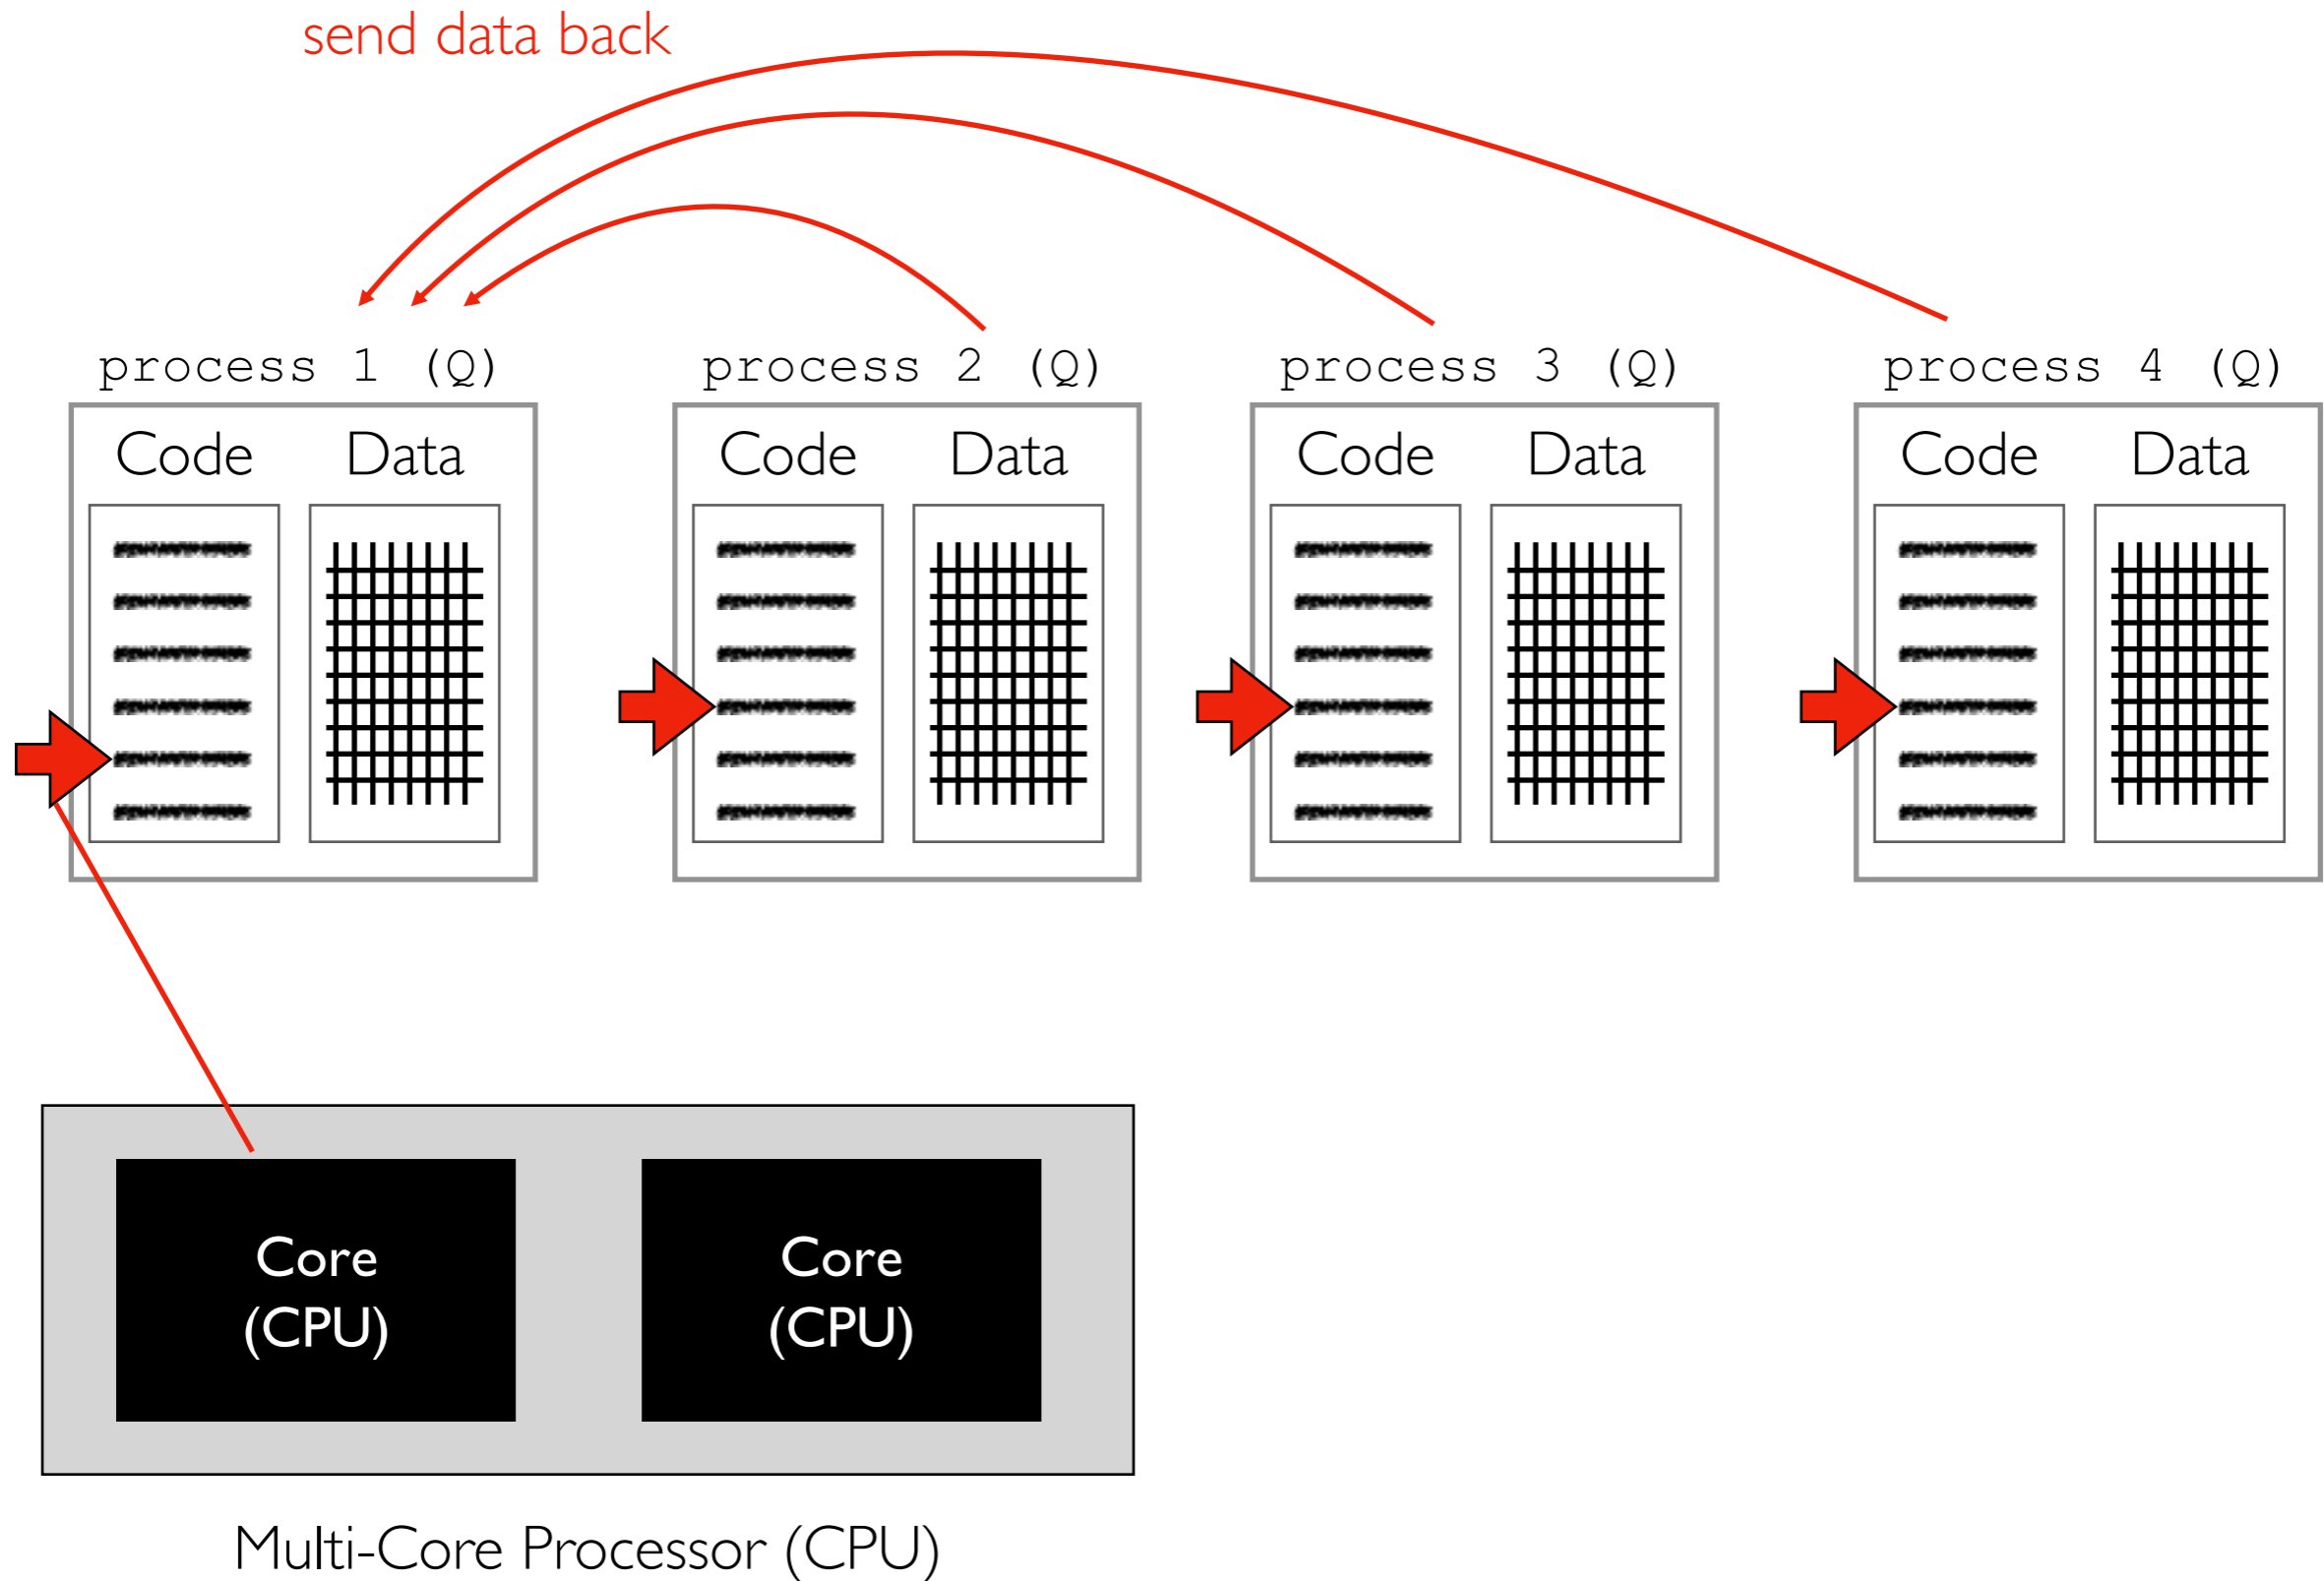 send data back
process 1 (Q)
process 2 (Q)
process 3 (Q)
process 4 (Q)
Code
Data
Code
Data
Code
Data
Code
Data
Core
(CPU)
Core
(CPU)
Multi-Core Processor (CPU)